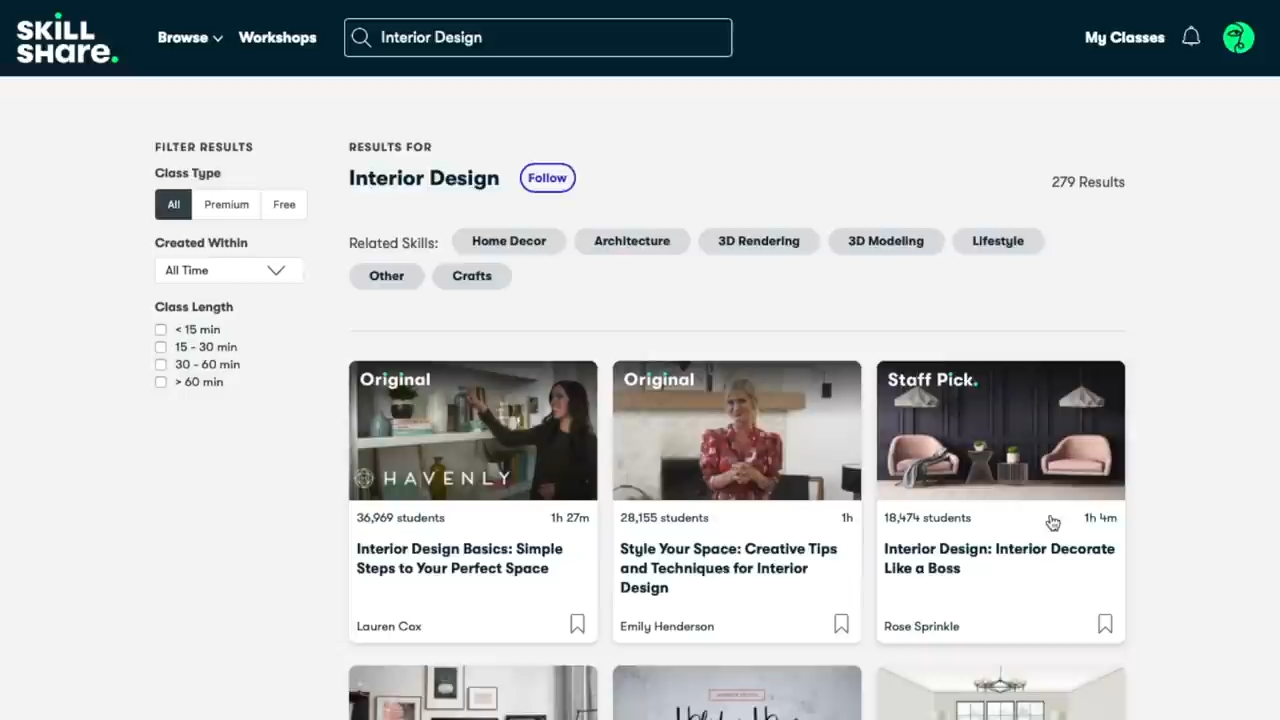 SKILL
SHARE.
Browse
Workshops
Interior Design
My Classes
FILTER RESULTS
Class Type
All
Premium
Free
Created Within
All Time
Class Length
< 15 min
15 - 30 min
30 - 60 min
> 60 min
RESULTS FOR
Interior Design
Follow
279 Results
Related Skills:
Home Decor
Architecture
3D Rendering
3D Modeling
Lifestyle
Other
Crafts
Original
HAVENLY
36,969 students
1h 27m
Interior Design Basics: Simple
Steps to Your Perfect Space
Lauren Cox
Original
28,155 students
1h
Style Your Space: Creative Tips
and Techniques for Interior
Design
Emily Henderson
Staff Pick.
18,474 students
1h 4m
Interior Design: Interior Decorate
Like a Boss
Rose Sprinkle